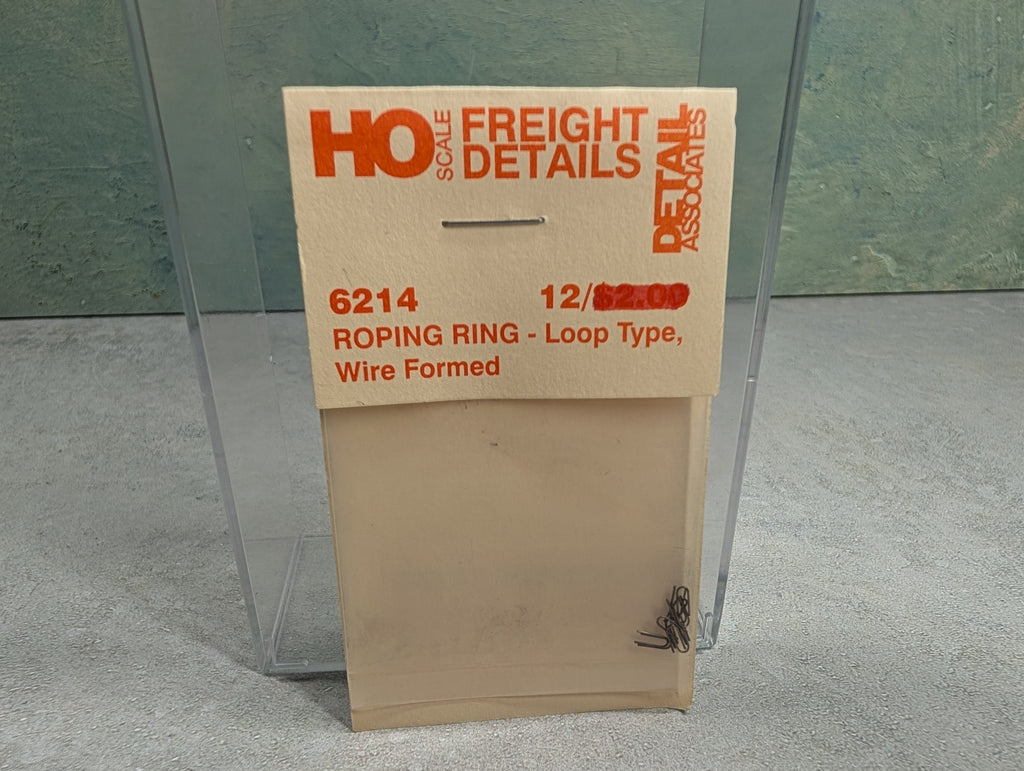 HO SCALE FREIGHT DETAILS
DETAIL ASSOCIATES
6214 12/$2.00
ROPING RING - Loop Type,
Wire Formed